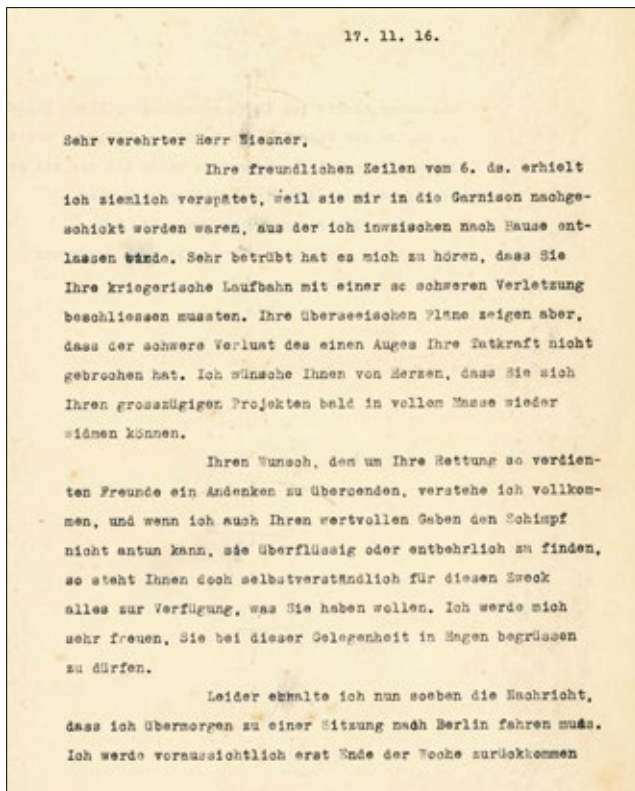 17. 11. 16.
Sehr verehrter Herr Wiesner,
Ihre freundlichen Zeilen vom 6. ds. erhielt
ich ziemlich verspätet, weil sie mir in die Garnison nachge-
schickt worden waren, aus der ich inwzischen nach Hause ent-
lassen Sehr betrübt hat es mich zu hören, dass Sie
Ihre kriegerische Laufbahn mit einer so schweren Verletzung
beschliessen mussten. Ihre überseeischen Pläne zeigen aber,
dass der schwere Verlust des einen Auges Ihre Tatkraft nicht
gebrochen hat. Ich wünsche Ihnen von Herzen, dass Sie sich
Ihren grosszügigen Projekten bald in vollem Masse wieder
widmen können.
Ihren Wunsch, dem um Ihre Rettung so verdien-
ten Freunde ein Andenken zu übersenden, verstehe ich vollkom-
men, und wenn ich auch Ihren wertvollen Gaben den Schimpf
nicht antun kann, sie überflüssig oder entbehrlich zu finden,
so steht Ihnen doch selbstverständlich für diesen Zweck
alles zur Verfügung, was Sie haben wollen. Ich werde mich
sehr freuen, Sie bei dieser Gelegenheit in Hagen begrüssen
zu dürfen.
Leider erhalte ich nun soeben die Nachricht,
dass ich übermorgen zu einer Sitzung nach Berlin fahren muss.
Ich werde voraussichtlich erst Ende der Woche zurückkommen